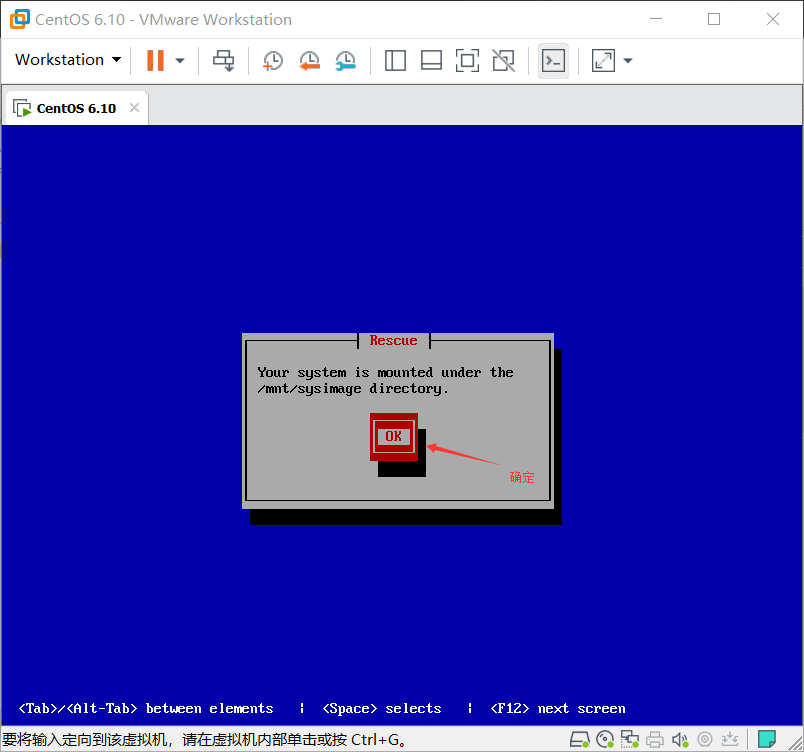 CentOS 6.10 - VMware Workstation
Workstation
CentOS 6.10
Rescue
Your system is mounted under the
/mnt/sysimage directory.
OK
确定
<Tab>/<Alt-Tab> between elements | <Space> selects | <F12> next screen
要将输入定向到该虚拟机，请在虚拟机内部单击或按 Ctrl+G。